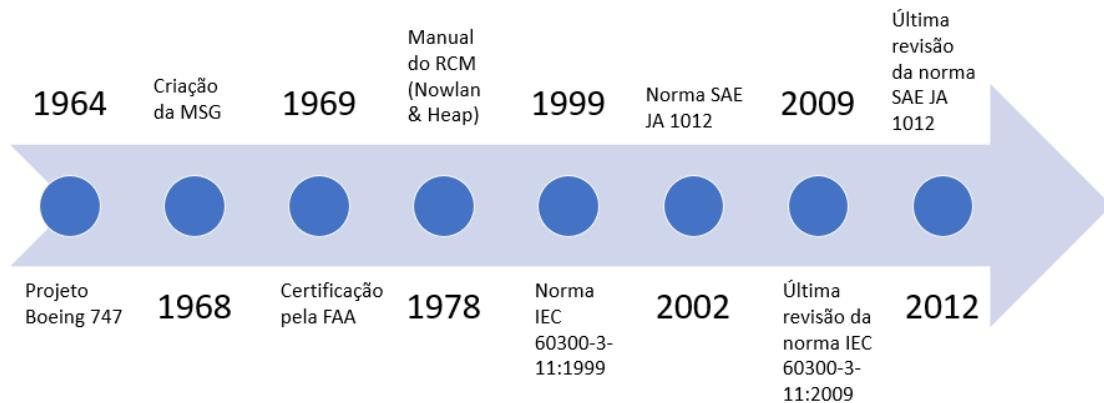 1964
Projeto
Boeing 747
Criação
da MSG
1968
1969
Certificação
pela FAA
Manual
do RCM
(Nowlan
& Heap)
1978
1999
Norma
IEC
60300-3-
11:1999
Norma SAE
JA 1012
2002
2009
Última
revisão da
norma IEC
60300-3-
11:2009
Última
revisão
da norma
SAE JA
1012
2012